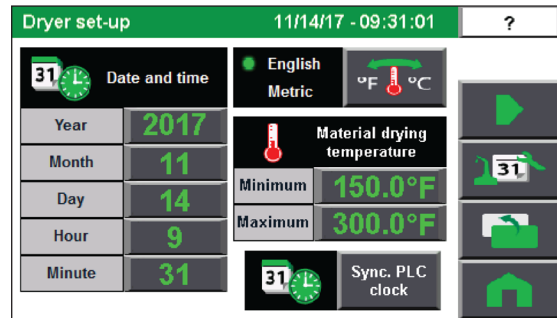 Dryer set-up 11/14/17 - 09:31:01 ?
31 Date and time
Year 2017
Month 11
Day 14
Hour 9
Minute 31
English
Metric
°F °C
Material drying
temperature
Minimum 150.0°F
Maximum 300.0°F
31 Sync. PLC
clock
31